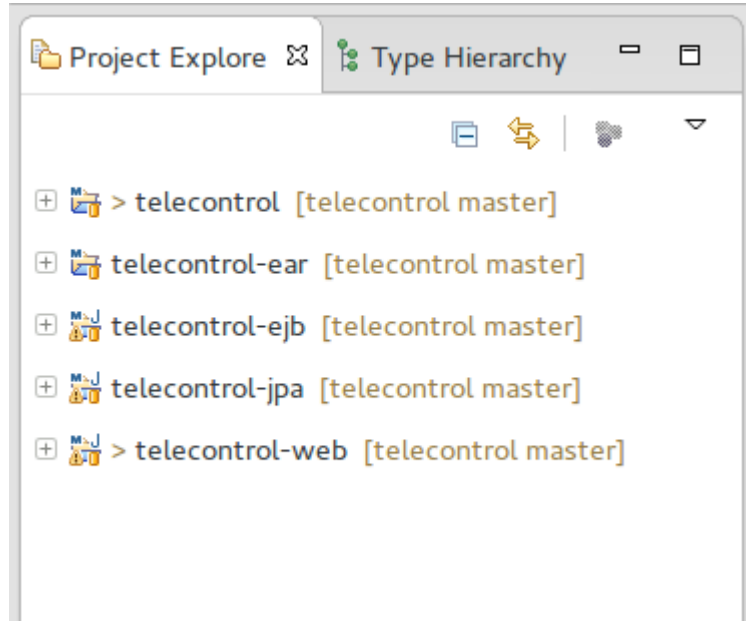 Project Explore Type Hierarchy
> telecontrol [telecontrol master]
telecontrol-ear [telecontrol master]
telecontrol-ejb [telecontrol master]
telecontrol-jpa [telecontrol master]
> telecontrol-web [telecontrol master]